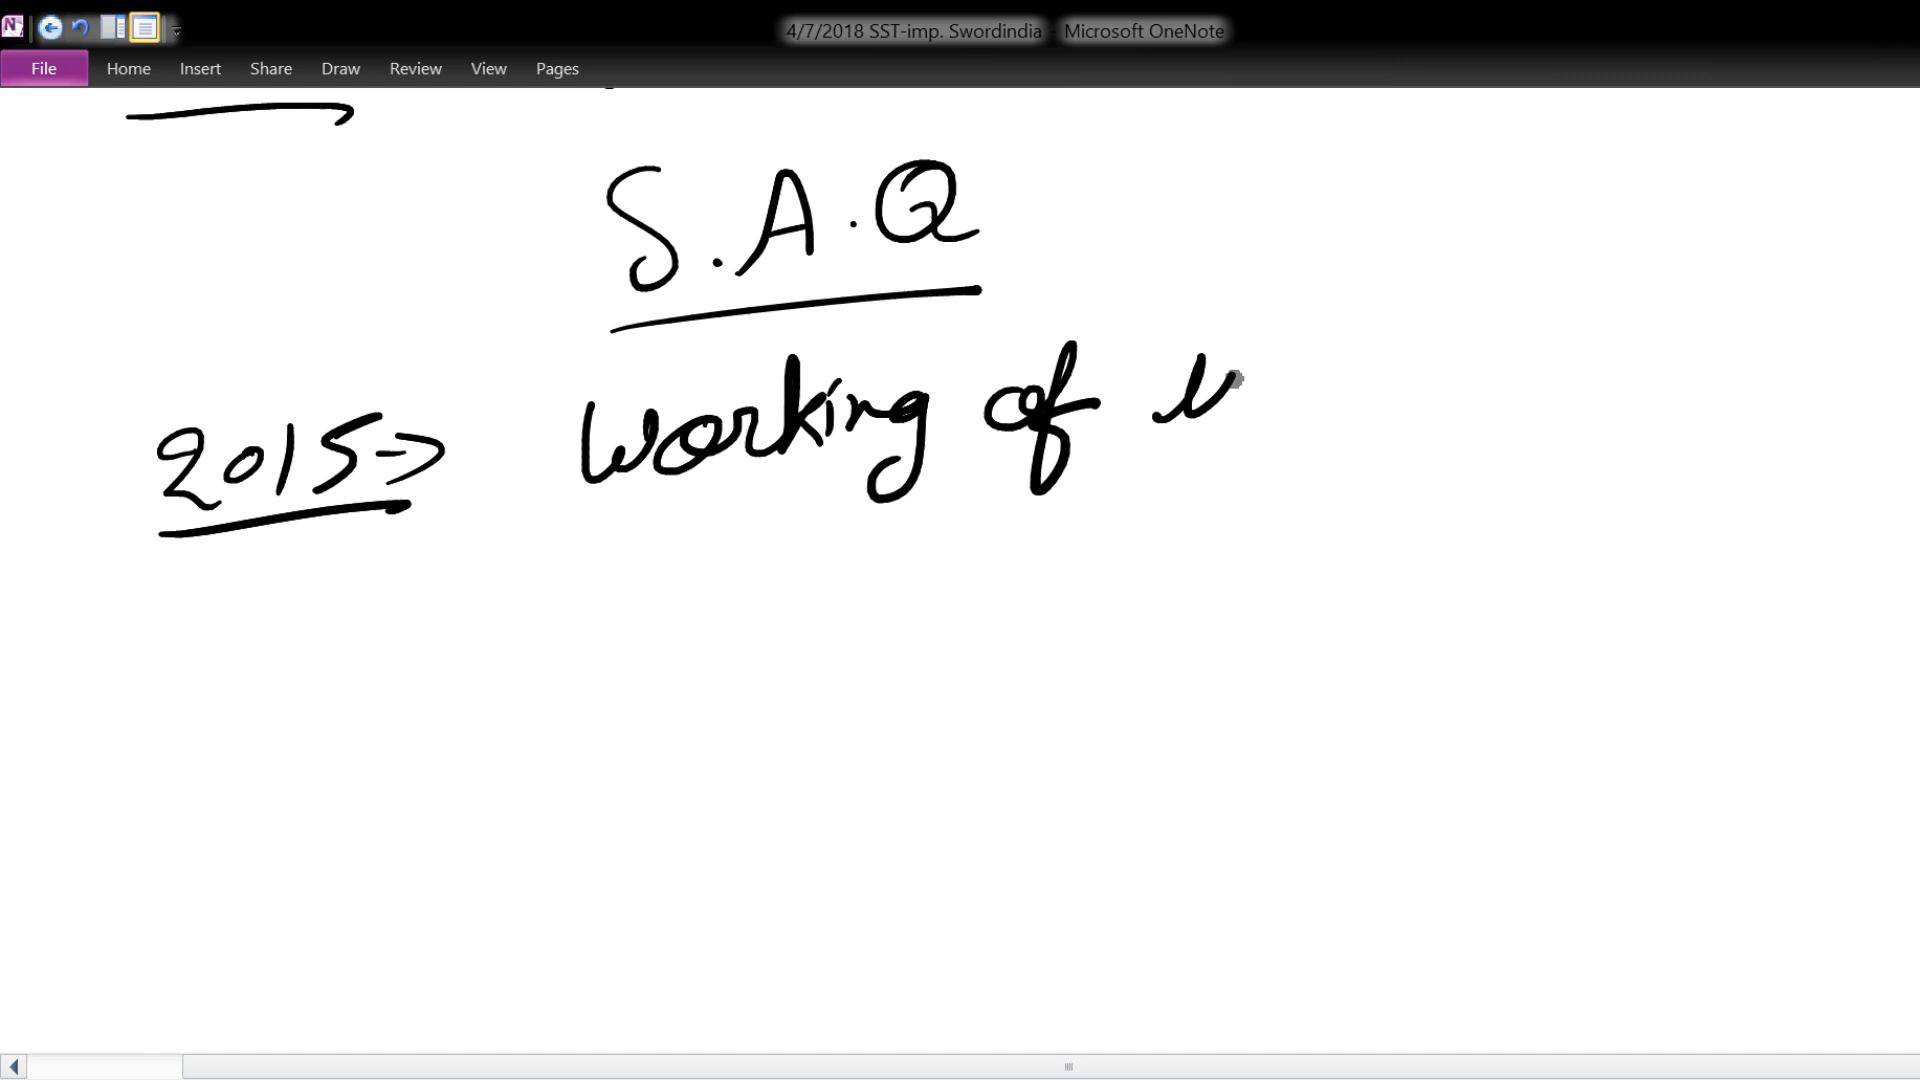 4/7/2018 SST-imp. Swordindia - Microsoft OneNote
File Home Insert Share Draw Review View Pages
S.A.Q
2015 => Working of